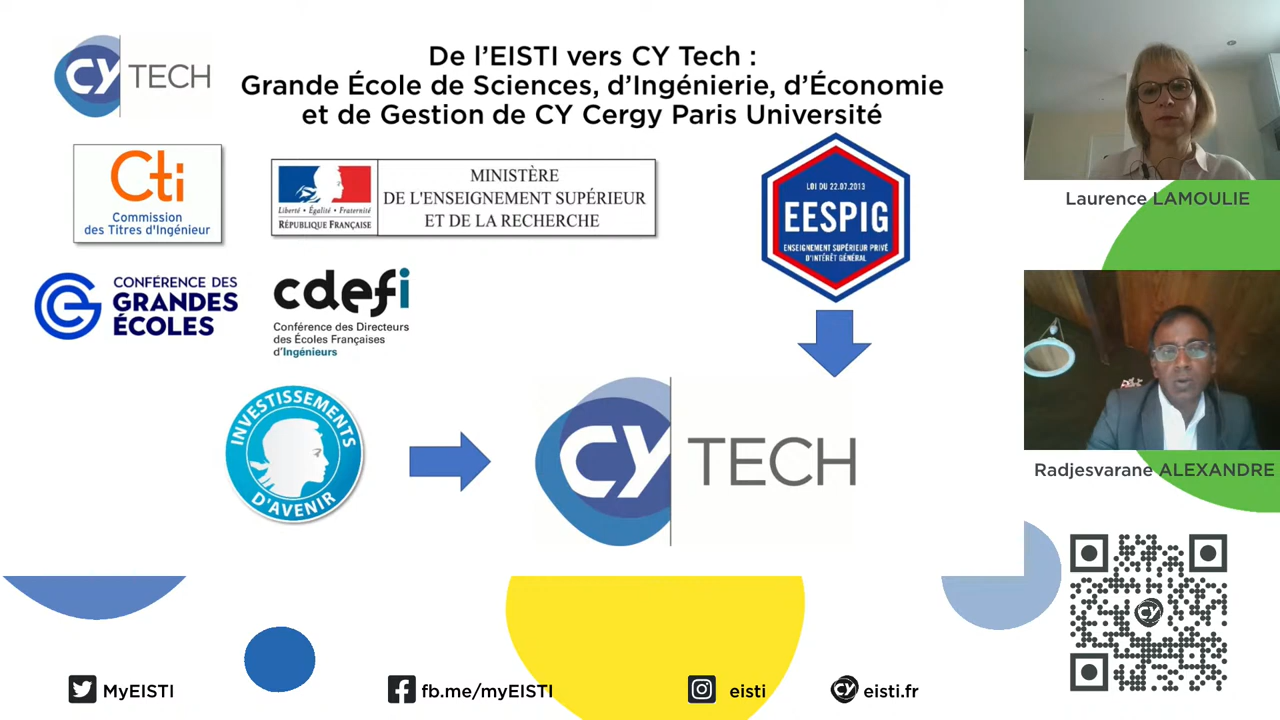 CY TECH
De l'EISTI vers CY Tech :
Grande École de Sciences, d'Ingénierie, d'Économie
et de Gestion de CY Cergy Paris Université
Cti
Commission
des Titres d'Ingénieur
Liberté • Égalité • Fraternité
RÉPUBLIQUE FRANÇAISE
MINISTÈRE
DE L'ENSEIGNEMENT SUPÉRIEUR
ET DE LA RECHERCHE
LOI DU 22.07.2013
EESPIG
ENSEIGNEMENT SUPÉRIEUR PRIVÉ
D'INTÉRÊT GÉNÉRAL
CONFÉRENCE DES
GRANDES
ÉCOLES
cdefi
Conférence des Directeurs
des Écoles Françaises
d'Ingénieurs
INVESTISSEMENTS
D'AVENIR
CY TECH
Laurence LAMOULIE
Radjesvarane ALEXANDRE
CY
MyEISTI
fb.me/myEISTI
eisti
CY
eisti.fr